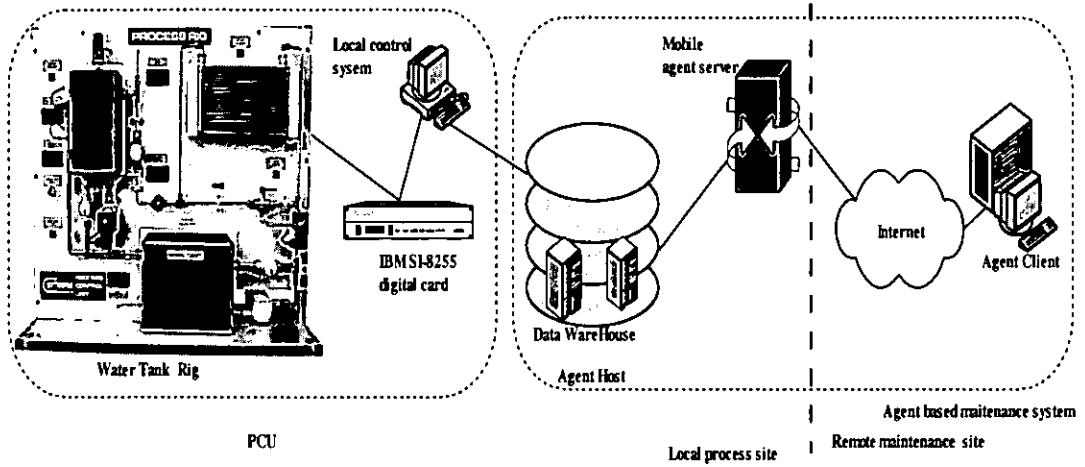 PROCESS RIG
Local control
sysem
Mobile
agent server
IBMSI-8255
digital card
Internet
Agent Client
Data WareHouse
Water Tank Rig
Agent Host
Agent based maitenance system
PCU
Local process site
Remote maintenance site